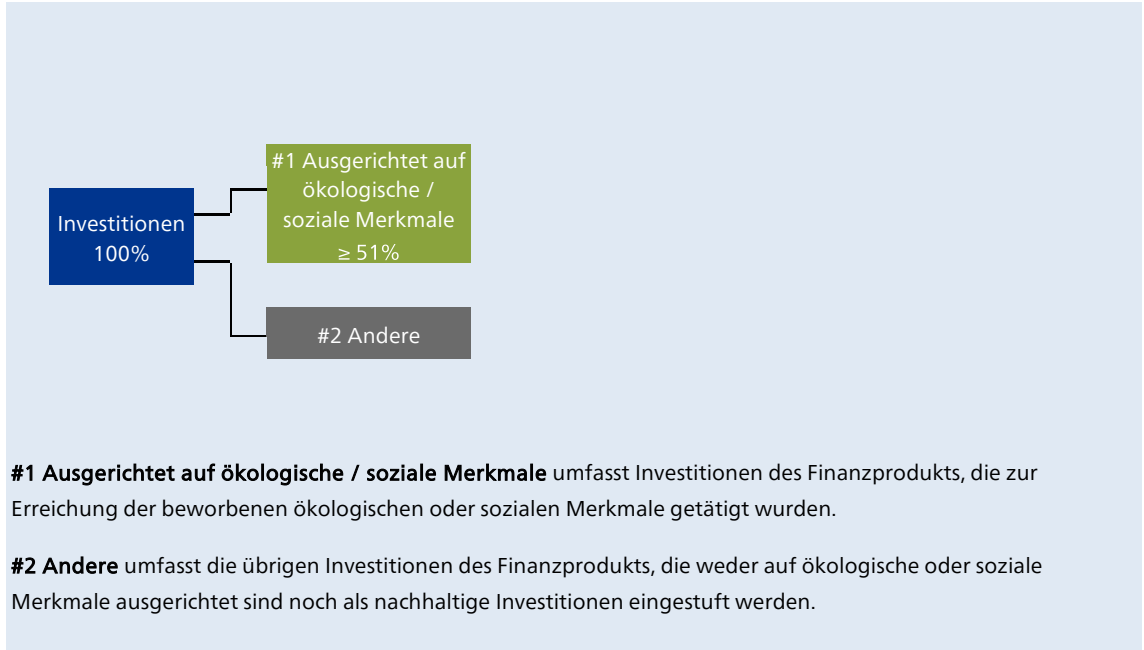 #1 Ausgerichtet auf
ökologische /
soziale Merkmale
≥ 51%
Investitionen
100%
#2 Andere
#1 Ausgerichtet auf ökologische / soziale Merkmale umfasst Investitionen des Finanzprodukts, die zur
Erreichung der beworbenen ökologischen oder sozialen Merkmale getätigt wurden.
#2 Andere umfasst die übrigen Investitionen des Finanzprodukts, die weder auf ökologische oder soziale
Merkmale ausgerichtet sind noch als nachhaltige Investitionen eingestuft werden.